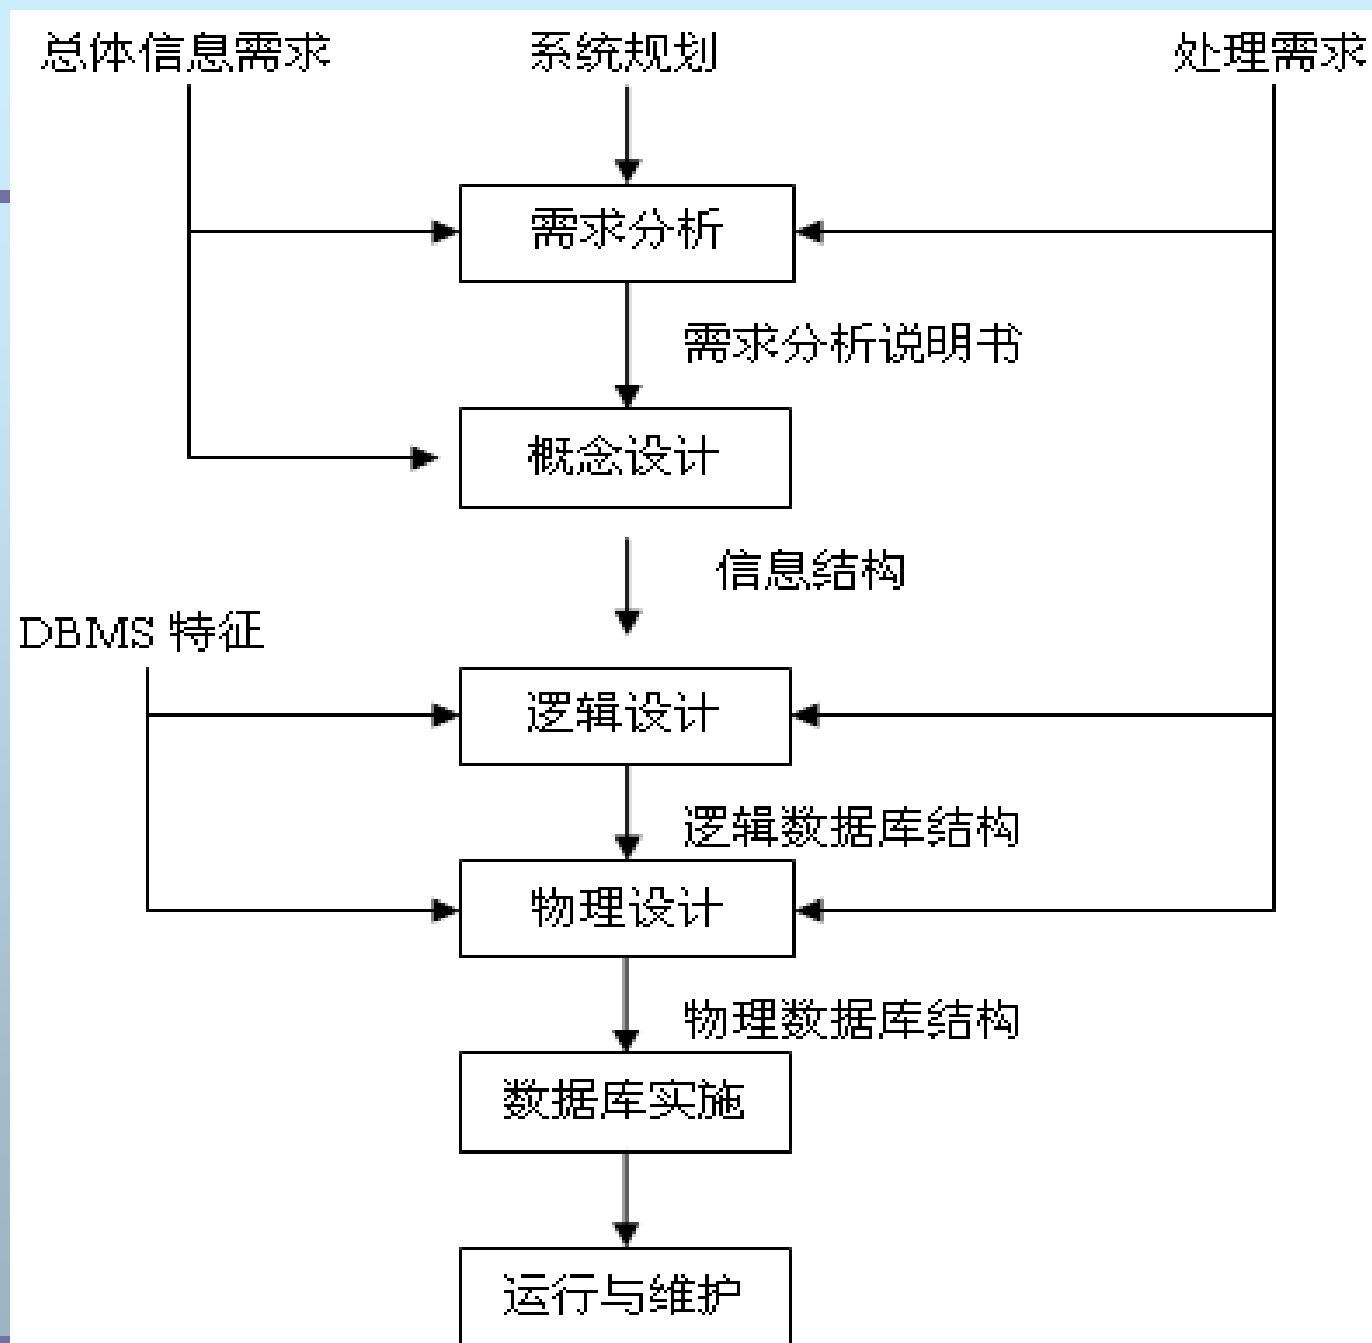 总体信息需求
系统规划
处理需求
需求分析
需求分析说明书
概念设计
信息结构
DBMS 特征
逻辑设计
逻辑数据库结构
物理设计
物理数据库结构
数据库实施
运行与维护